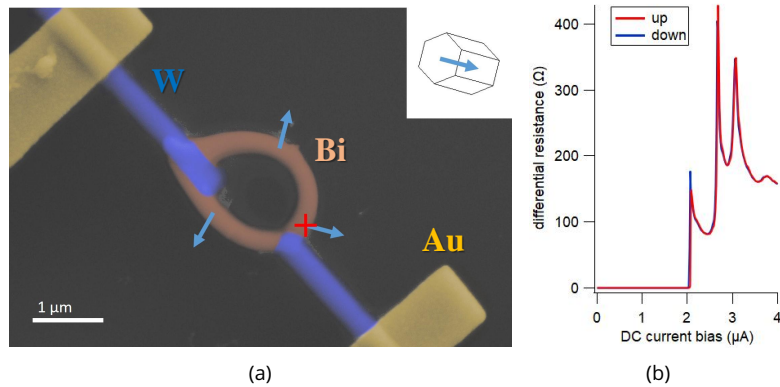 W
Bi
Au
1 μm
(a)
up
down
differential resistance (Ω)
400
300
200
100
0
0 1 2 3 4
DC current bias (μA)
(b)